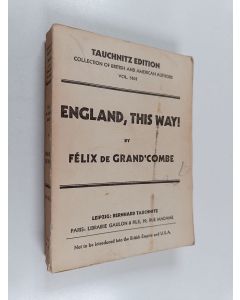 TAUCHNITZ EDITION
COLLECTION OF BRITISH AND AMERICAN AUTHORS
VOL.
ENGLAND, THIS WAY!
BY
FÉLIX DE GRAND'COMBE
LEIPZIG: BERNHARD TAUCHNITZ
PARIS: LIBRAIRIE GAULON & FILS, 39, RUE MADAME
Not to be introduced into the British Empire and U.S.A.